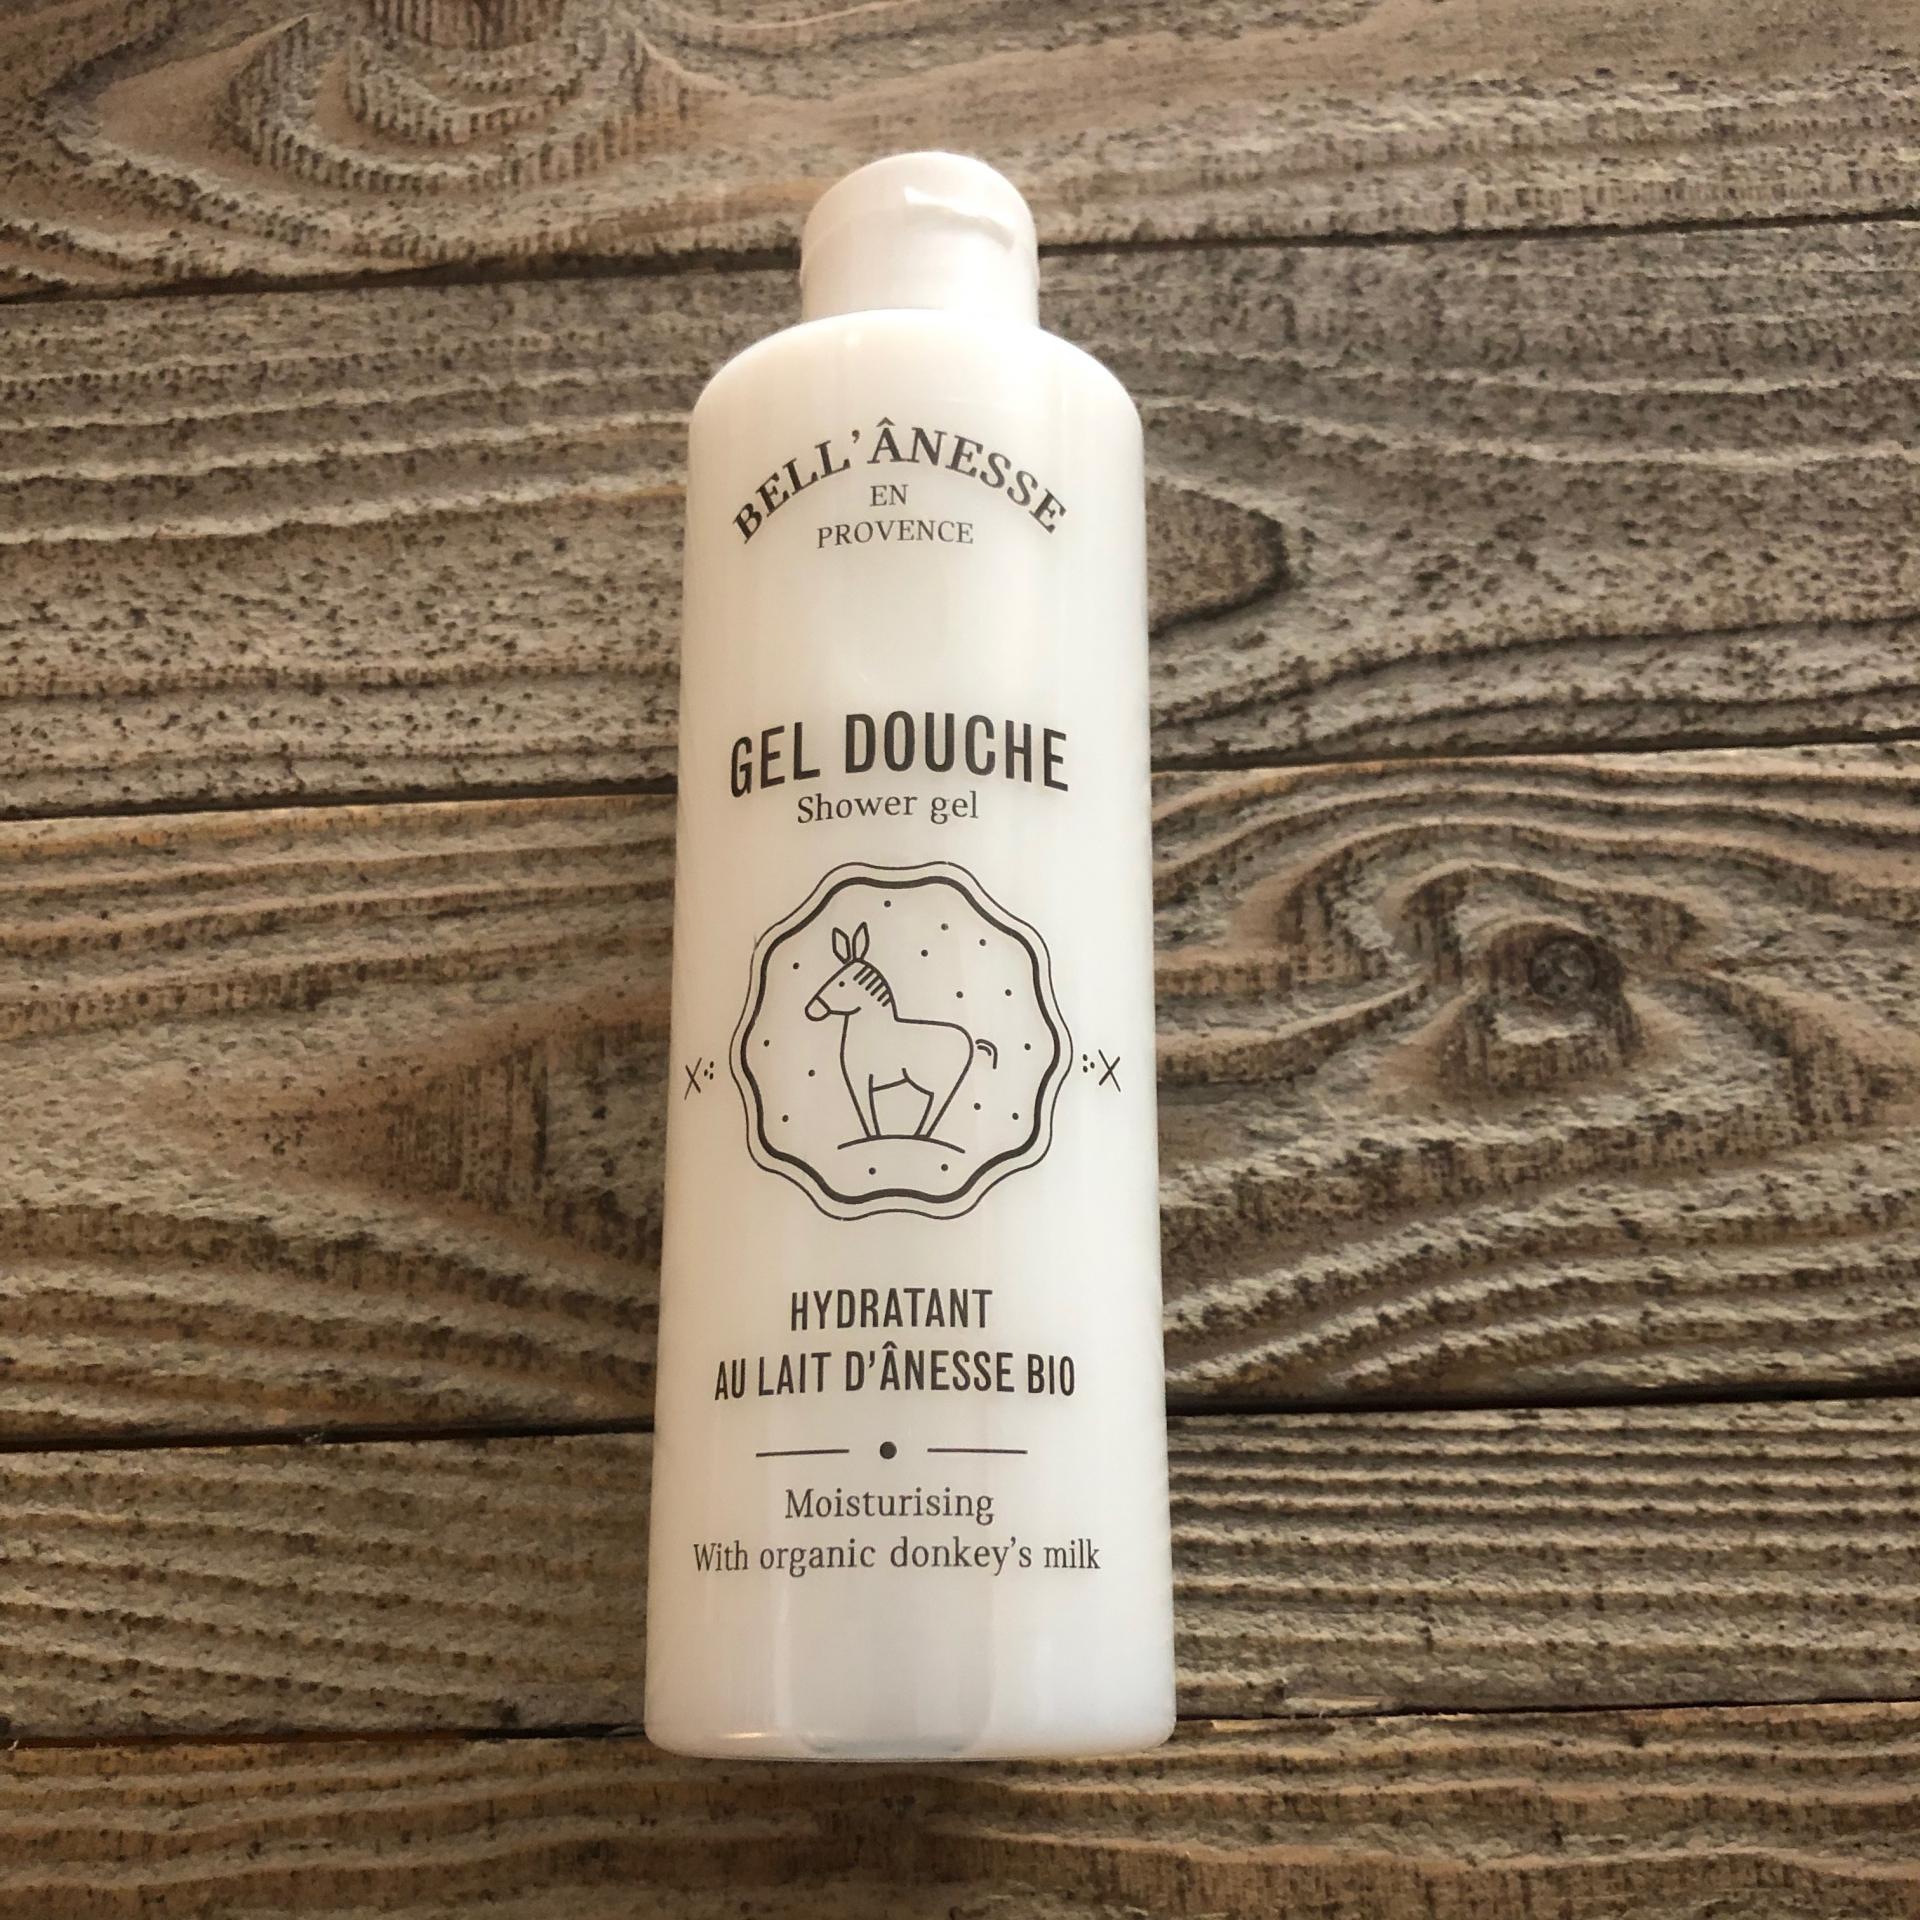 BELL'ÂNESSE
EN
PROVENCE
GEL DOUCHE
Shower gel
HYDRATANT
AU LAIT D'ÂNESSE BIO
Moisturising
With organic donkey's milk